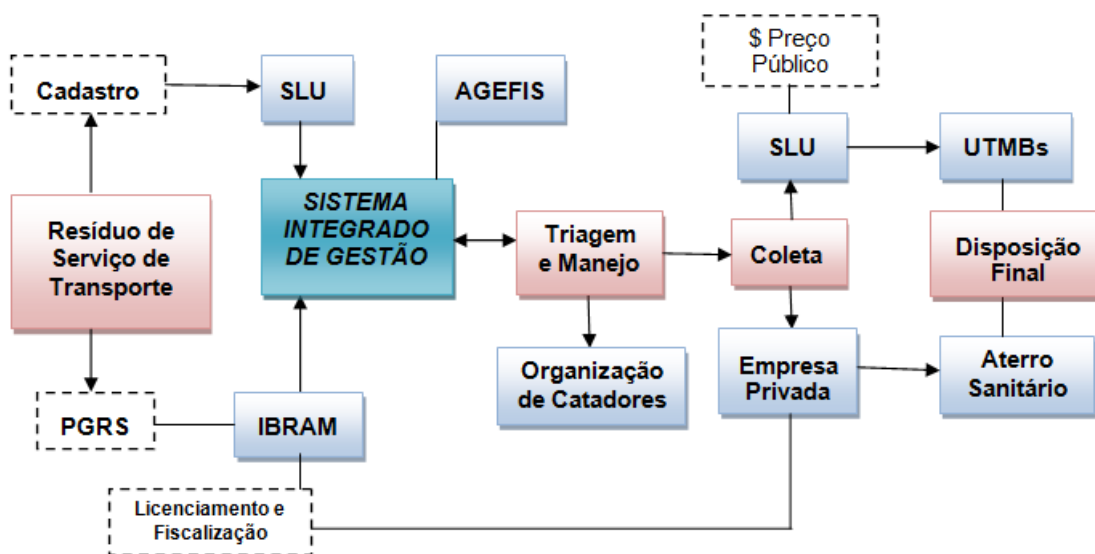 $ Preço
Público
Cadastro
SLU
AGEFIS
SLU
UTMBs
Resíduo de
Serviço de
Transporte
SISTEMA
INTEGRADO
DE GESTÃO
Triagem
e Manejo
Coleta
Disposição
Final
Organização
de Catadores
Empresa
Privada
Aterro
Sanitário
PGRS
IBRAM
Licenciamento e
Fiscalização